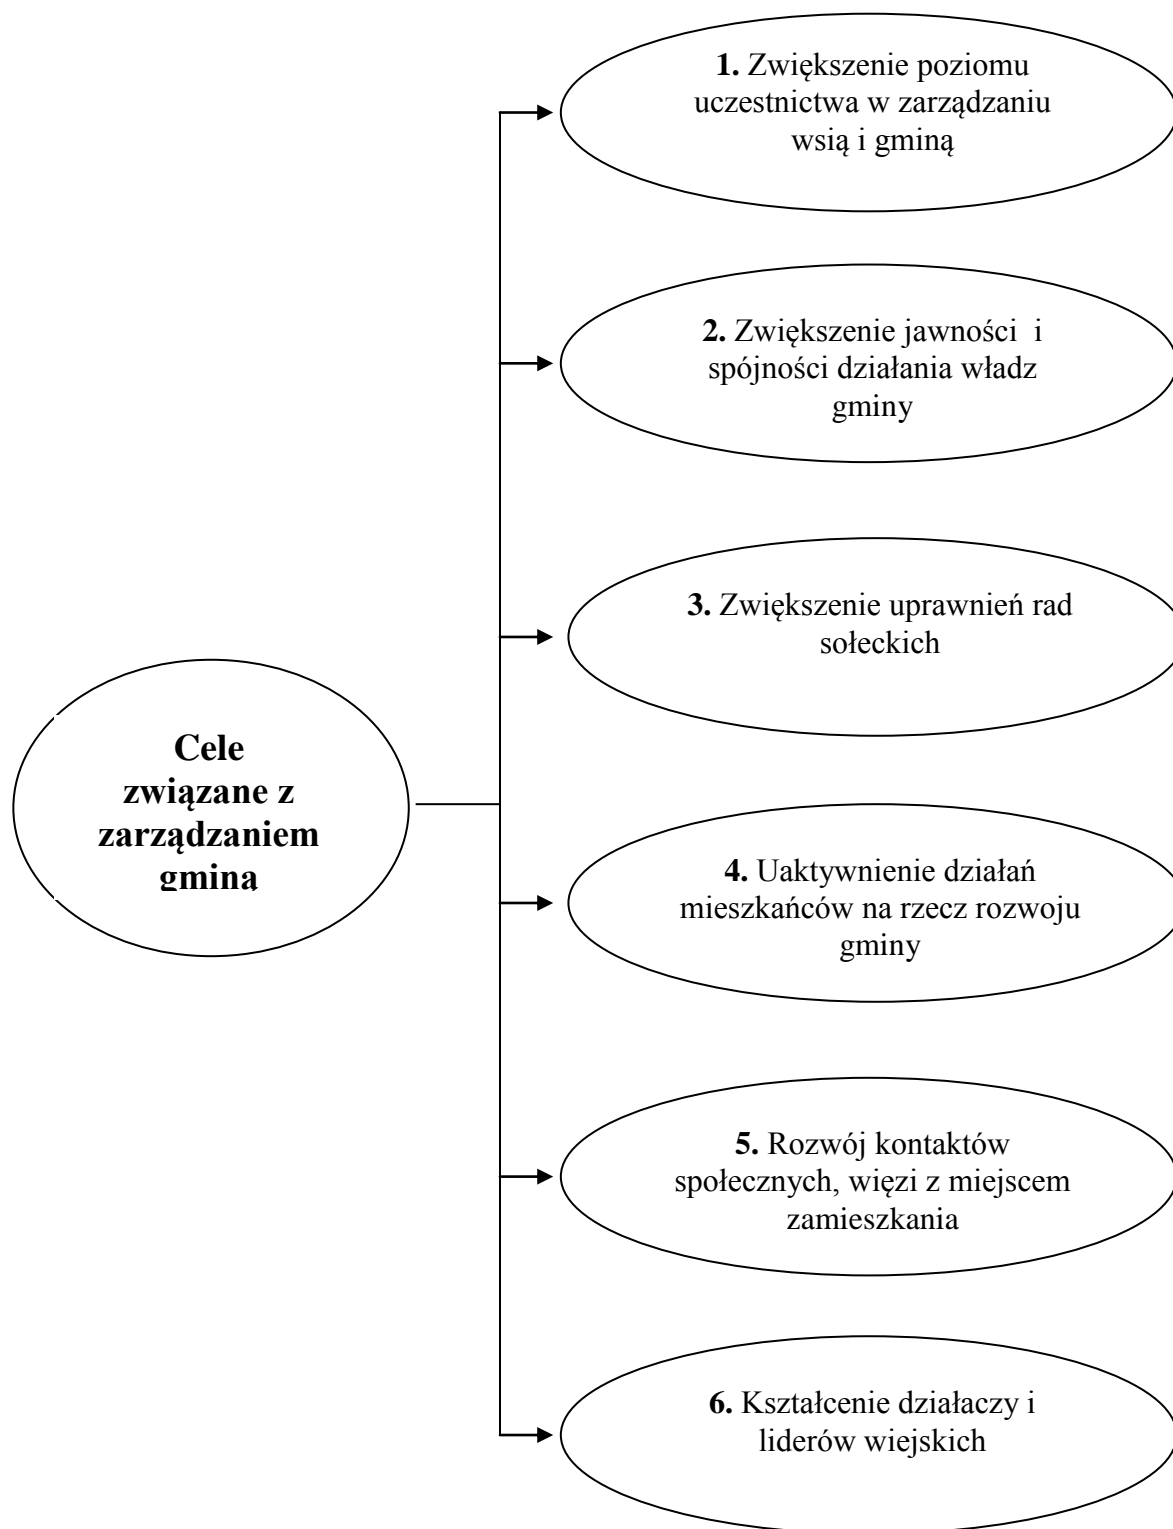 1. Zwiększenie poziomu
uczestnictwa w zarządzaniu
wsią i gminą
2. Zwiększenie jawności  i
spójności działania władz
gminy
3. Zwiększenie uprawnień rad
sołeckich
Cele
związane z
zarządzaniem
gminą
4. Uaktywnienie działań
mieszkańców na rzecz rozwoju
gminy
5. Rozwój kontaktów
społecznych, więzi z miejscem
zamieszkania
6. Kształcenie działaczy i
liderów wiejskich